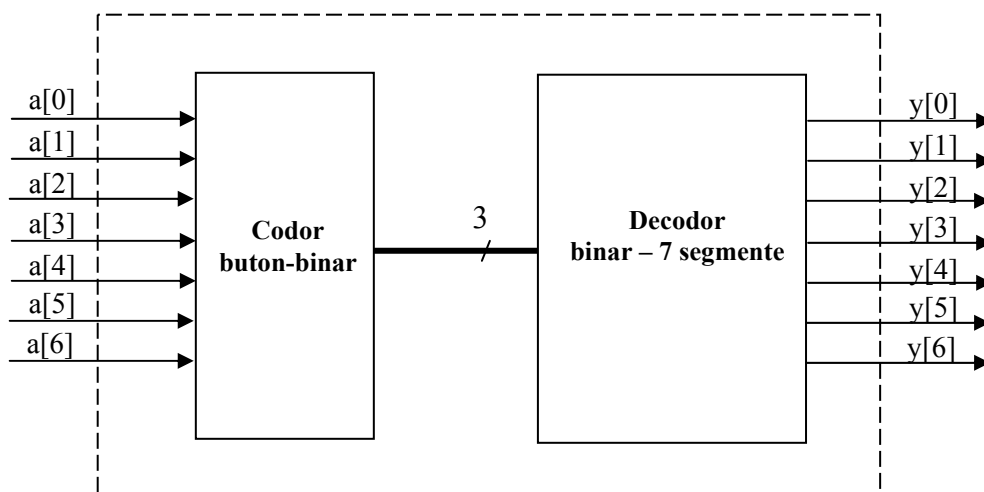 a[0]
a[1]
a[2]
a[3]
a[4]
a[5]
a[6]
Codor
buton-binar
3
Decodor
binar – 7 segmente
y[0]
y[1]
y[2]
y[3]
y[4]
y[5]
y[6]